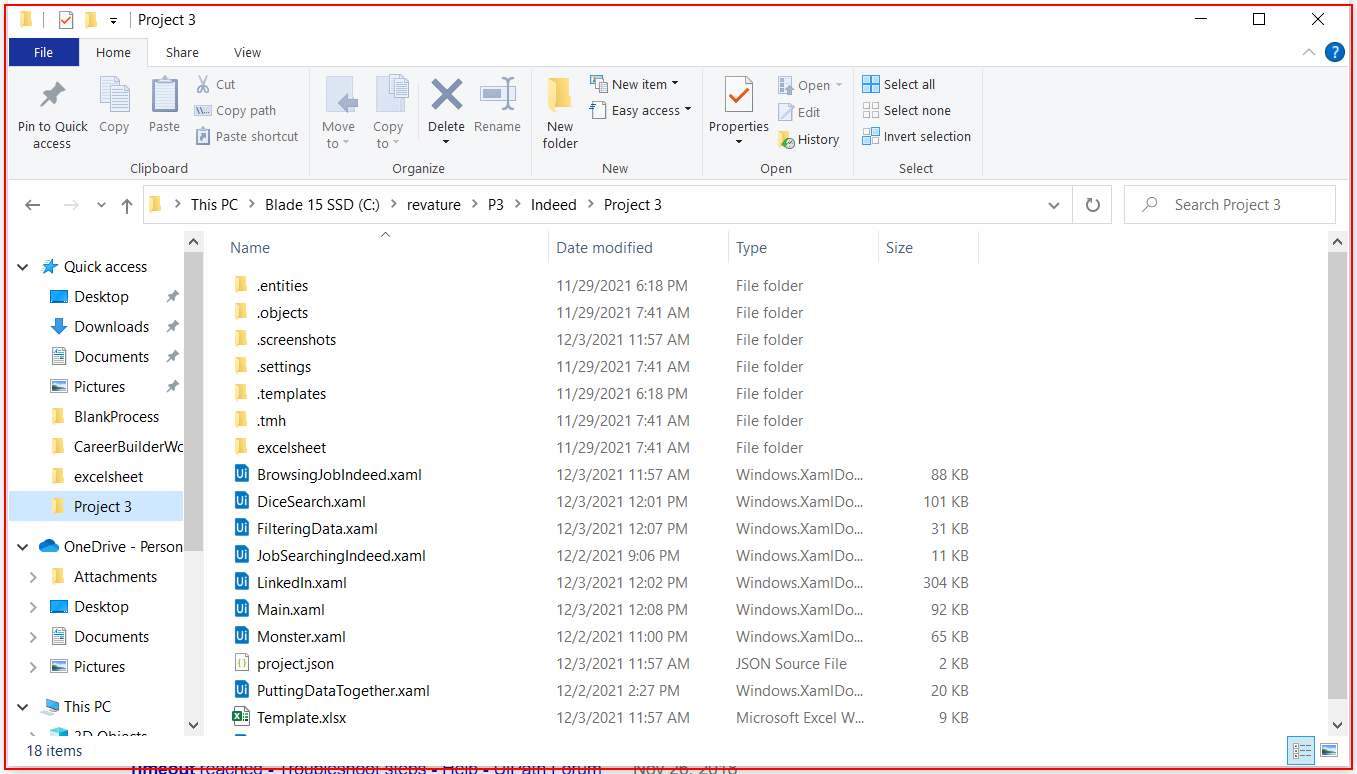 Project 3
File Home Share View
Pin to Quick access
Copy
Paste
Cut
Copy path
Paste shortcut
Clipboard
Move to
Copy to
Delete
Rename
Organize
New folder
New item
Easy access
New
Properties
Open
Edit
History
Open
Select all
Select none
Invert selection
Select
This PC > Blade 15 SSD (C:) > revature > P3 > Indeed > Project 3
Search Project 3
Quick access
Desktop
Downloads
Documents
Pictures
BlankProcess
CareerBuilderWo
excelsheet
Project 3
OneDrive - Person
Attachments
Desktop
Documents
Pictures
This PC
3D Objects
Name Date modified Type Size
.entities 11/29/2021 6:18 PM File folder
.objects 11/29/2021 7:41 AM File folder
.screenshots 12/3/2021 11:57 AM File folder
.settings 11/29/2021 7:41 AM File folder
.templates 11/29/2021 6:18 PM File folder
.tmh 11/29/2021 7:41 AM File folder
excelsheet 11/29/2021 7:41 AM File folder
BrowsingJobIndeed.xaml 12/3/2021 11:57 AM Windows.XamlDo... 88 KB
DiceSearch.xaml 12/3/2021 12:01 PM Windows.XamlDo... 101 KB
FilteringData.xaml 12/3/2021 12:07 PM Windows.XamlDo... 31 KB
JobSearchingIndeed.xaml 12/2/2021 9:06 PM Windows.XamlDo... 11 KB
LinkedIn.xaml 12/3/2021 12:02 PM Windows.XamlDo... 304 KB
Main.xaml 12/3/2021 12:08 PM Windows.XamlDo... 92 KB
Monster.xaml 12/2/2021 11:00 PM Windows.XamlDo... 65 KB
project.json 12/3/2021 11:57 AM JSON Source File 2 KB
PuttingDataTogether.xaml 12/2/2021 2:27 PM Windows.XamlDo... 20 KB
Template.xlsx 12/3/2021 11:57 AM Microsoft Excel W... 9 KB
18 items
Timeout reached - Troubleshoot steps - Help - UiPath Forum Nov 26, 2018